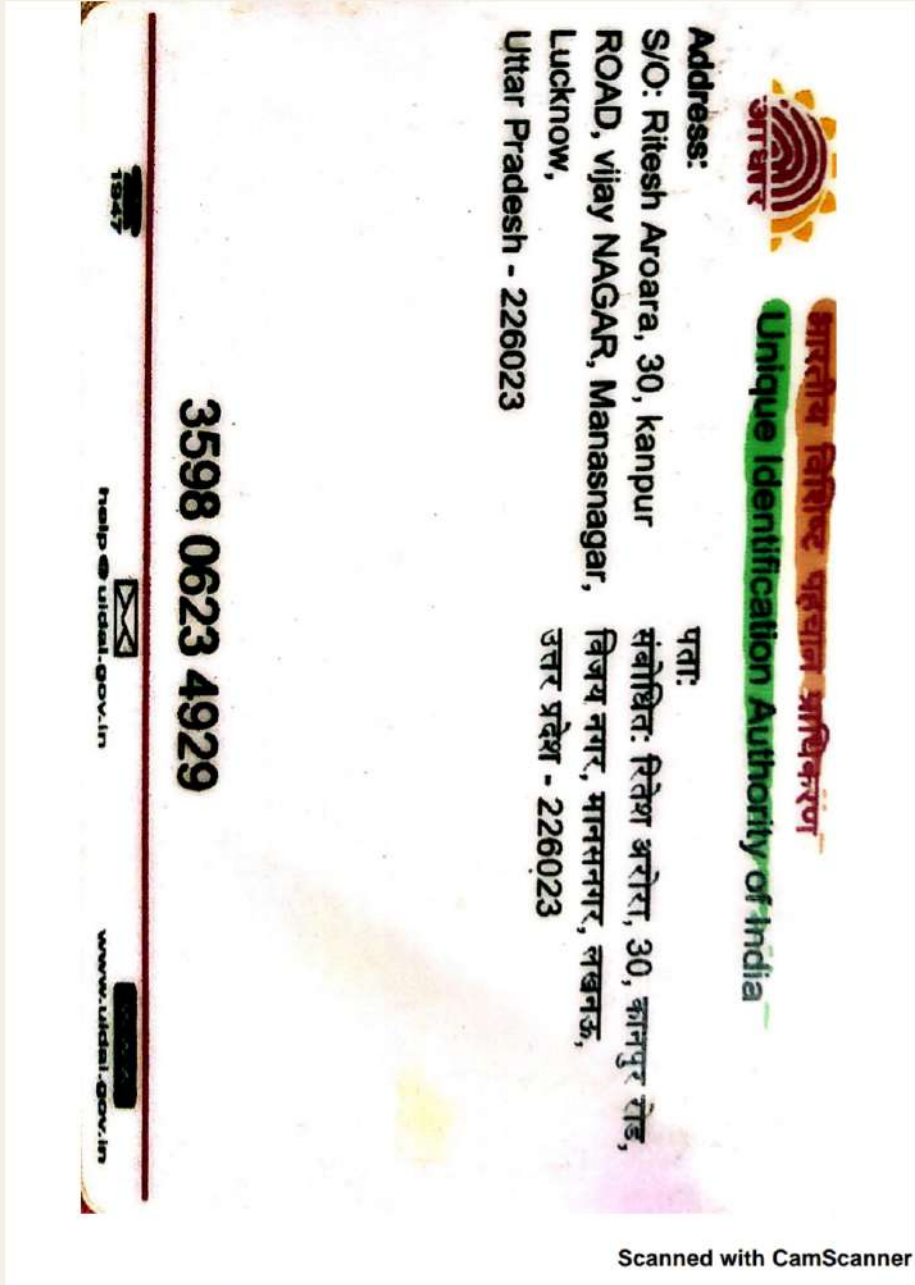 आधार
भारतीय विशिष्ट पहचान प्राधिकरण
Unique Identification Authority of India
Address:
S/O: Ritesh Aroara, 30, kanpur
ROAD, vijay NAGAR, Manasnagar,
Lucknow,
Uttar Pradesh - 226023
पता:
संबोधित: रितेश अरोरा, 30, कानपुर रोड,
विजय नगर, मानसनगर, लखनऊ,
उत्तर प्रदेश - 226023
3598 0623 4929
1947
help@uidai.gov.in
www.uidai.gov.in
Scanned with CamScanner